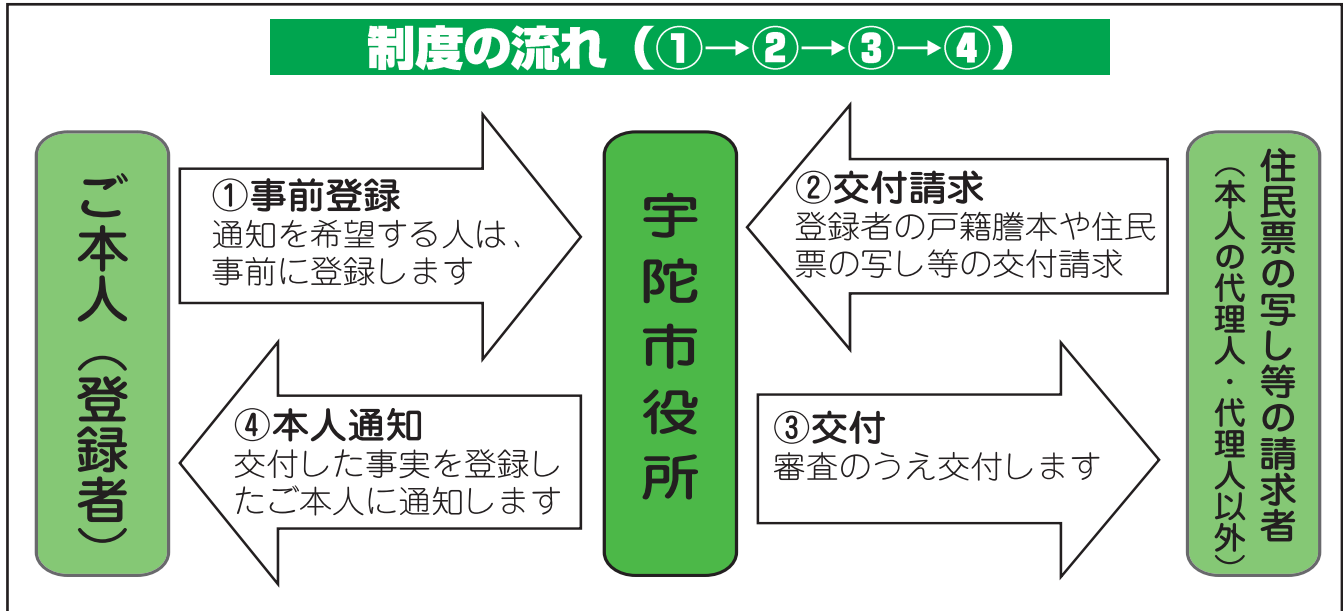 制度の流れ（①→②→③→④）
ご本人（登録者）
①事前登録
通知を希望する人は、
事前に登録します
宇陀市役所
②交付請求
登録者の戸籍謄本や住民
票の写し等の交付請求
住民票の写し等の請求者
（本人の代理人・代理人以外）
③交付
審査のうえ交付します
④本人通知
交付した事実を登録し
たご本人に通知します